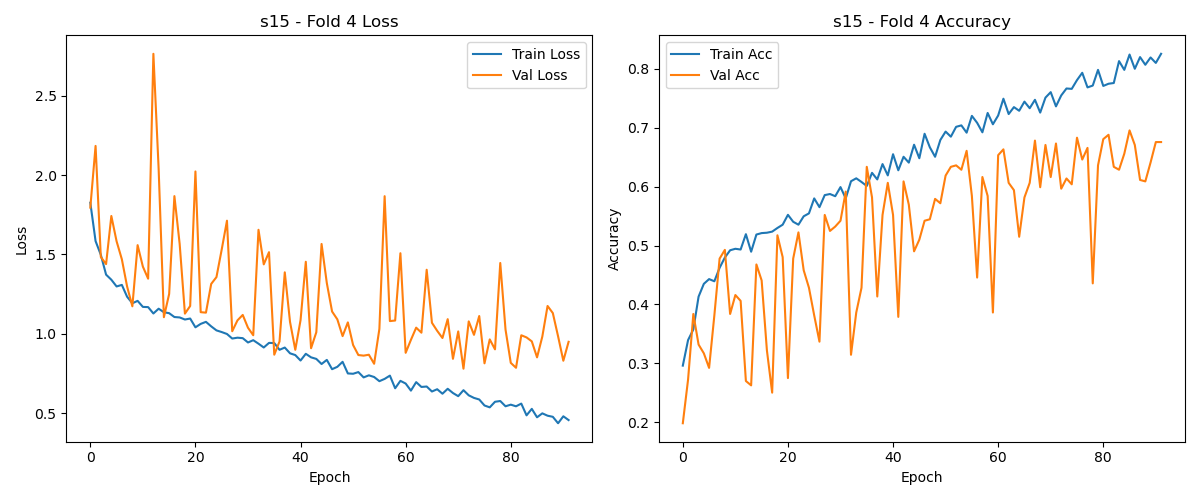 s15 - Fold 4 Loss
Train Loss
Val Loss
Loss
2.5
2.0
1.5
1.0
0.5
0
20
40
60
80
Epoch
s15 - Fold 4 Accuracy
Train Acc
Val Acc
Accuracy
0.8
0.7
0.6
0.5
0.4
0.3
0.2
0
20
40
60
80
Epoch